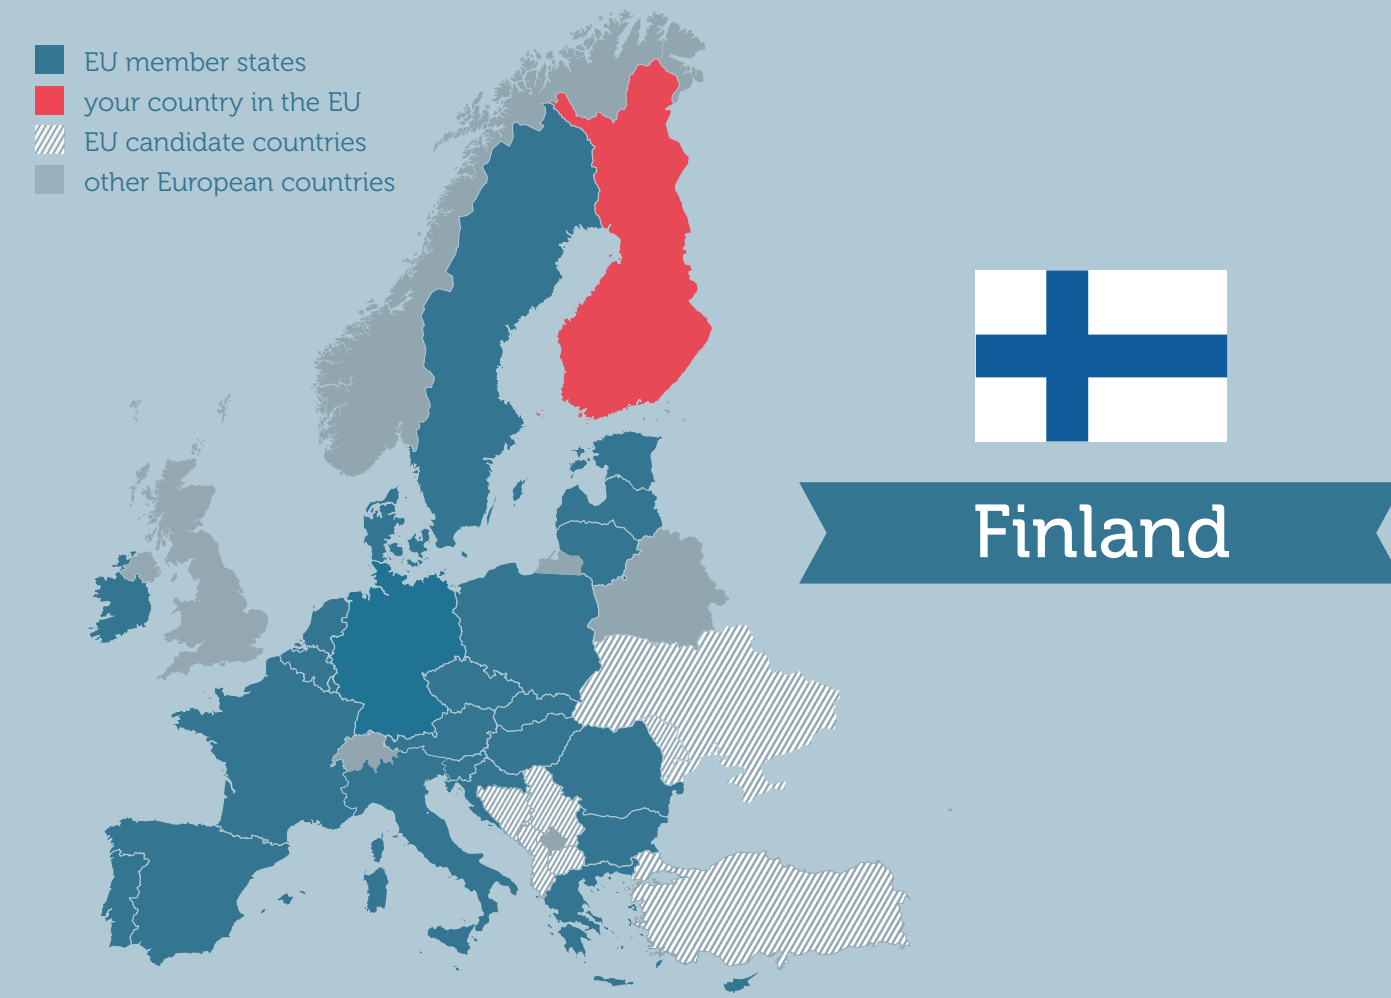 EU member states
your country in the EU
EU candidate countries
other European countries
Finland